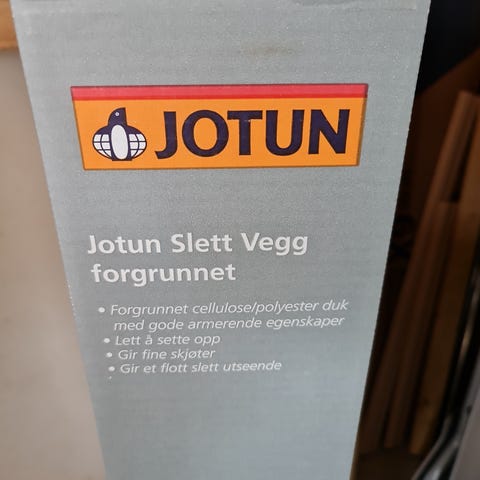 JOTUN
Jotun Slett Vegg
forgrunnet
• Forgrunnet cellulose/polyester duk
med gode armerende egenskaper
• Lett å sette opp
• Gir fine skjøter
• Gir et flott slett utseende